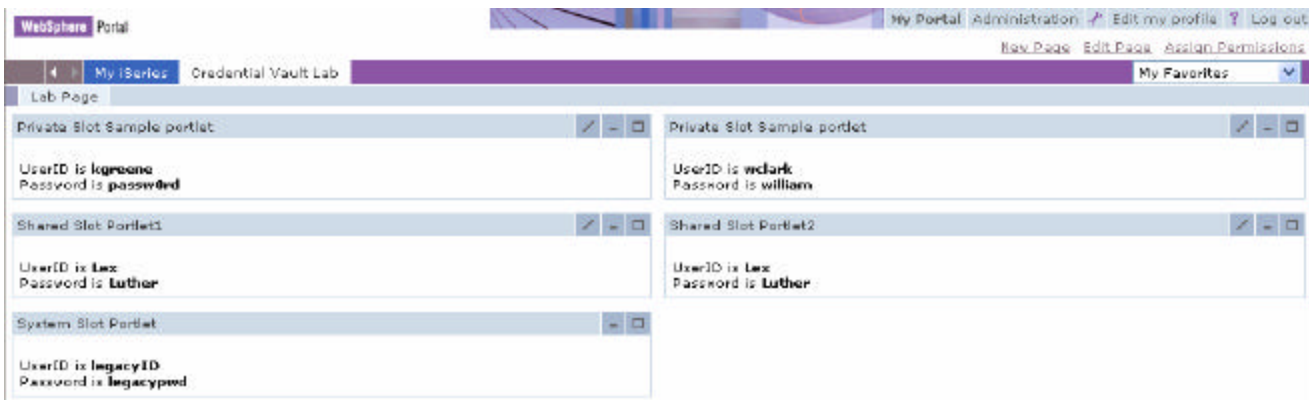 WebSphere Portal
My Portal Administration Edit my profile ? Log out
New Page Edit Page Assign Permissions
My iSeries Credential Vault Lab My Favorites
Lab Page
Private Slot Sample portlet
UserID is kgreene
Password is passw0rd
Private Slot Sample portlet
UserID is wclark
Password is william
Shared Slot Portlet1
UserID is Lex
Password is Luther
Shared Slot Portlet2
UserID is Lex
Password is Luther
System Slot Portlet
UserID is legacyID
Password is legacypwd